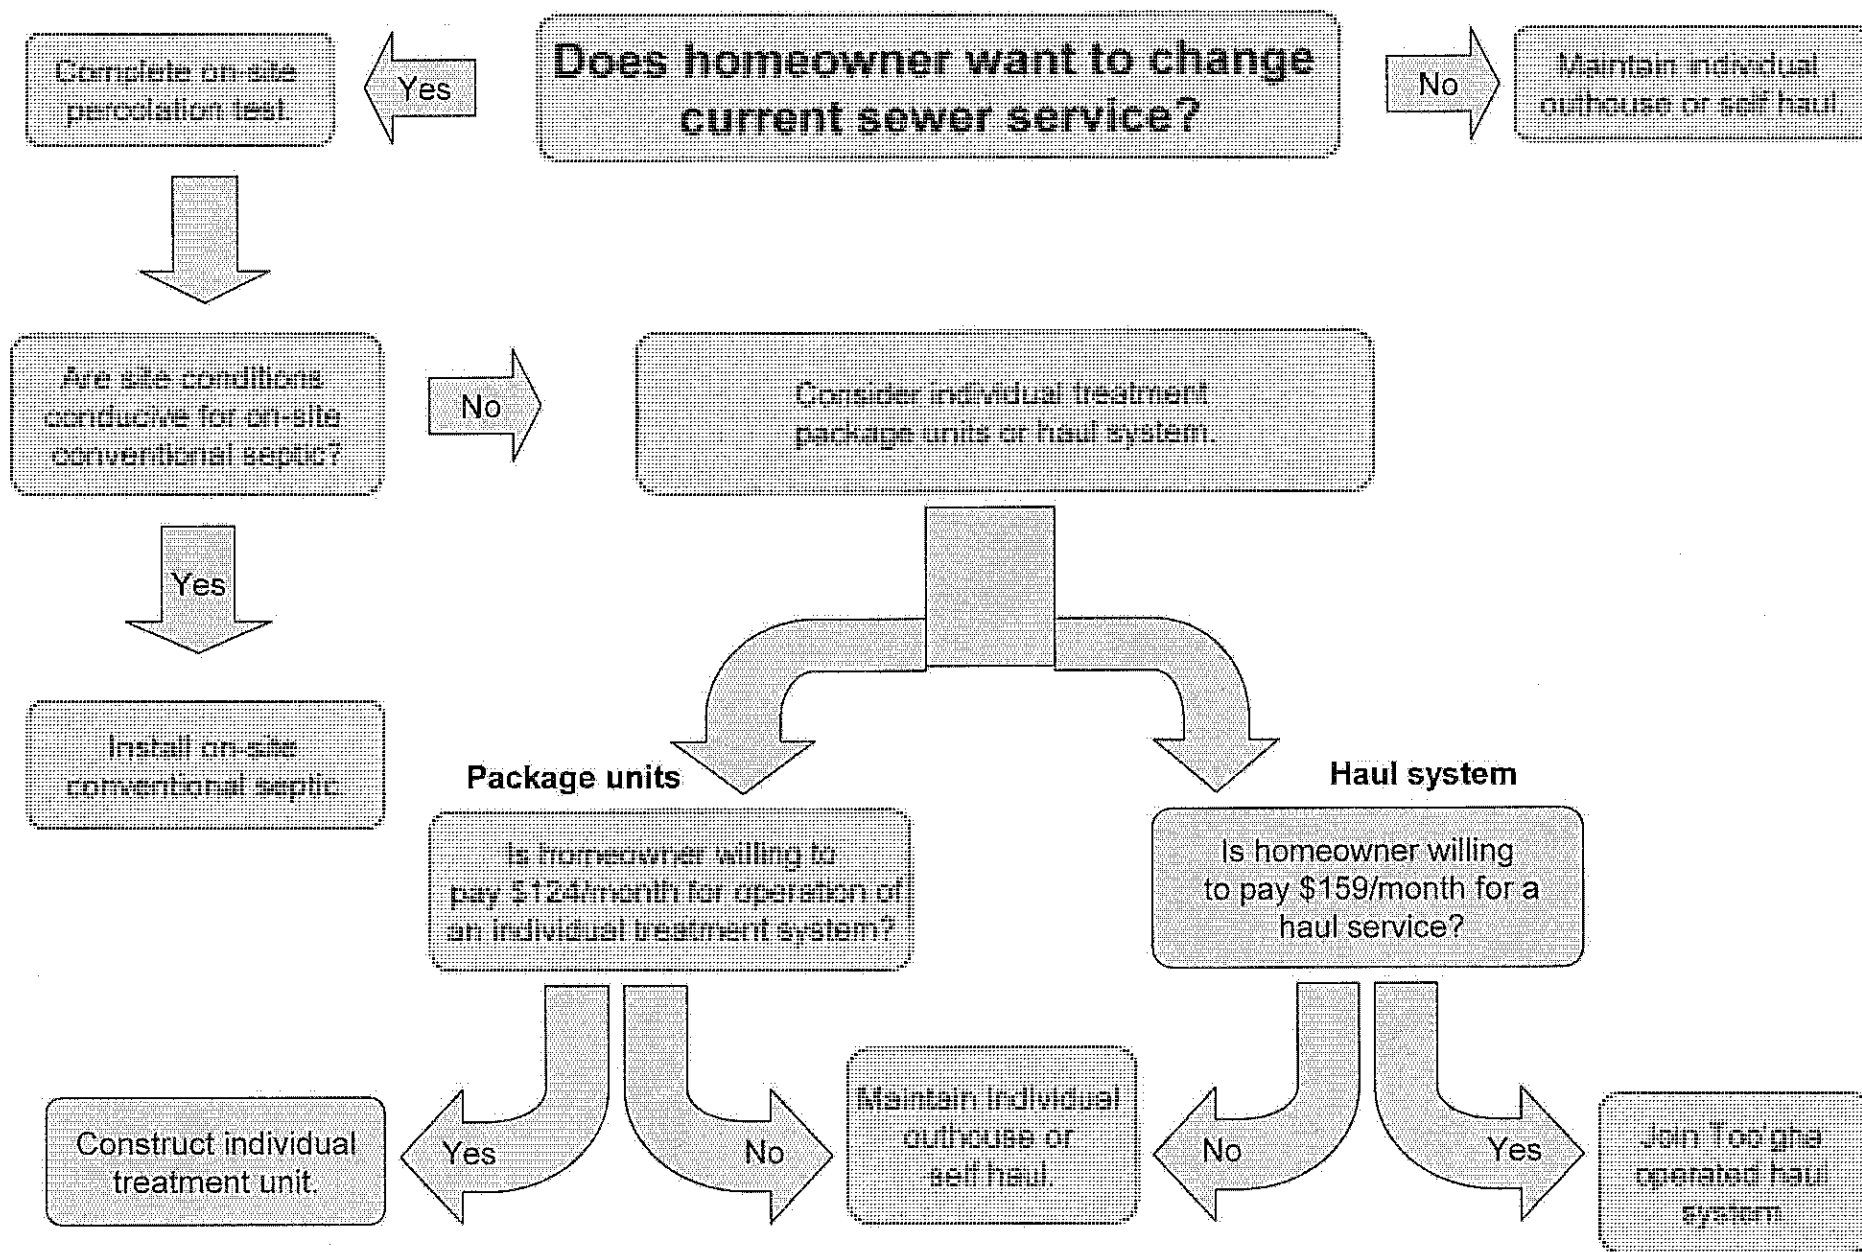 Does homeowner want to change
current sewer service?
Yes
Complete on-site
percolation test.
No
Maintain individual
outhouse or self haul.
Are site conditions
conducive for on-site
conventional septic?
No
Consider individual treatment
package units or haul system.
Yes
Install on-site
conventional septic.
Package units
Haul system
Is homeowner willing to
pay $124/month for operation of
an individual treatment system?
Is homeowner willing
to pay $159/month for a
haul service?
Construct individual
treatment unit.
Yes
No
Maintain individual
outhouse or
self haul.
No
Yes
Join Too'gha
operated haul
system